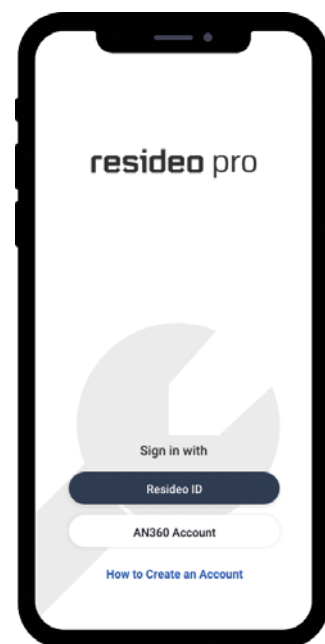 resideo pro
Sign in with
Resideo ID
AN360 Account
How to Create an Account